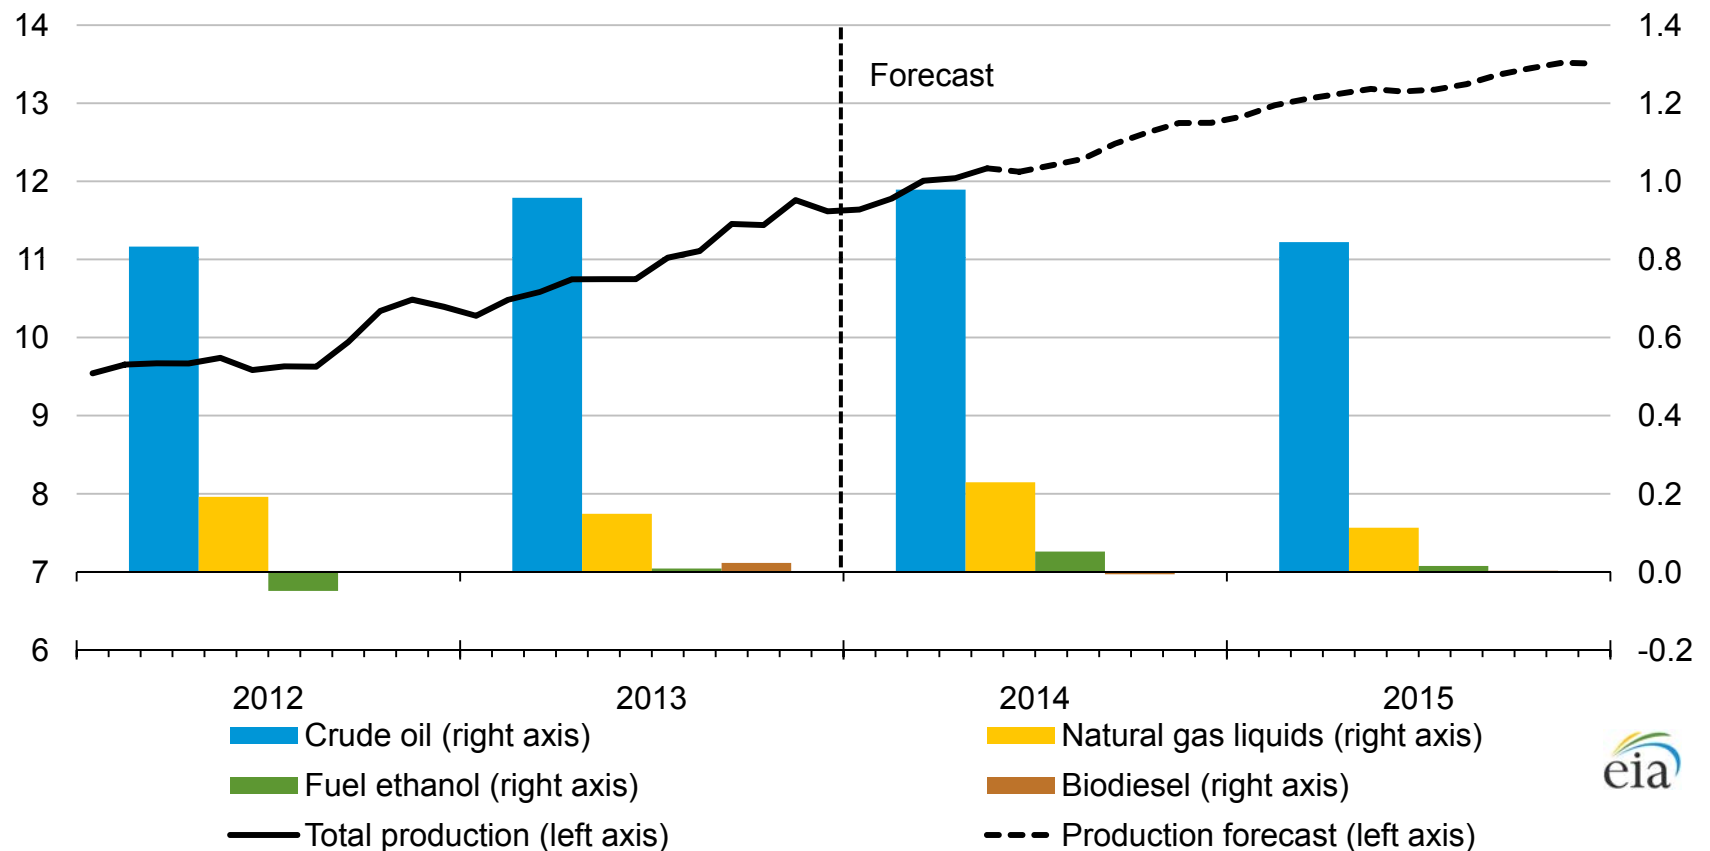 14 1.4
Forecast
13 1.2
12 1.0
11 0.8
10 0.6
9 0.4
8 0.2
7 0.0
6 -0.2
2012 2013 2014 2015
Crude oil (right axis) Natural gas liquids (right axis)
Fuel ethanol (right axis) Biodiesel (right axis)
Total production (left axis) Production forecast (left axis)
eia